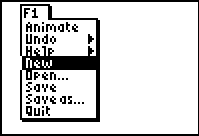 F1
Animate
Undo
Help
New
Open...
Save
Save as...
Quit